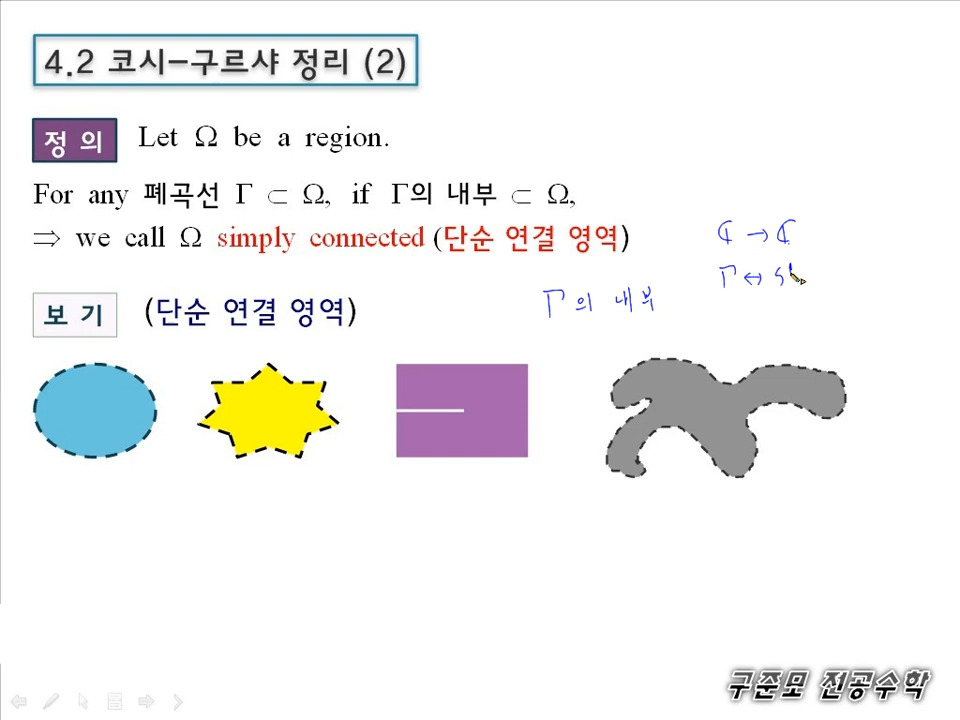 4.2 코시-구르샤 정리 (2)
정 의 Let Ω be a region.
For any 폐곡선 Γ ⊂ Ω, if Γ의 내부 ⊂ Ω,
⇒ we call Ω simply connected (단순 연결 영역)
ℂ → ℂ
Γ ↔
Γ의 내부
보 기 (단순 연결 영역)
구준모 전공수학